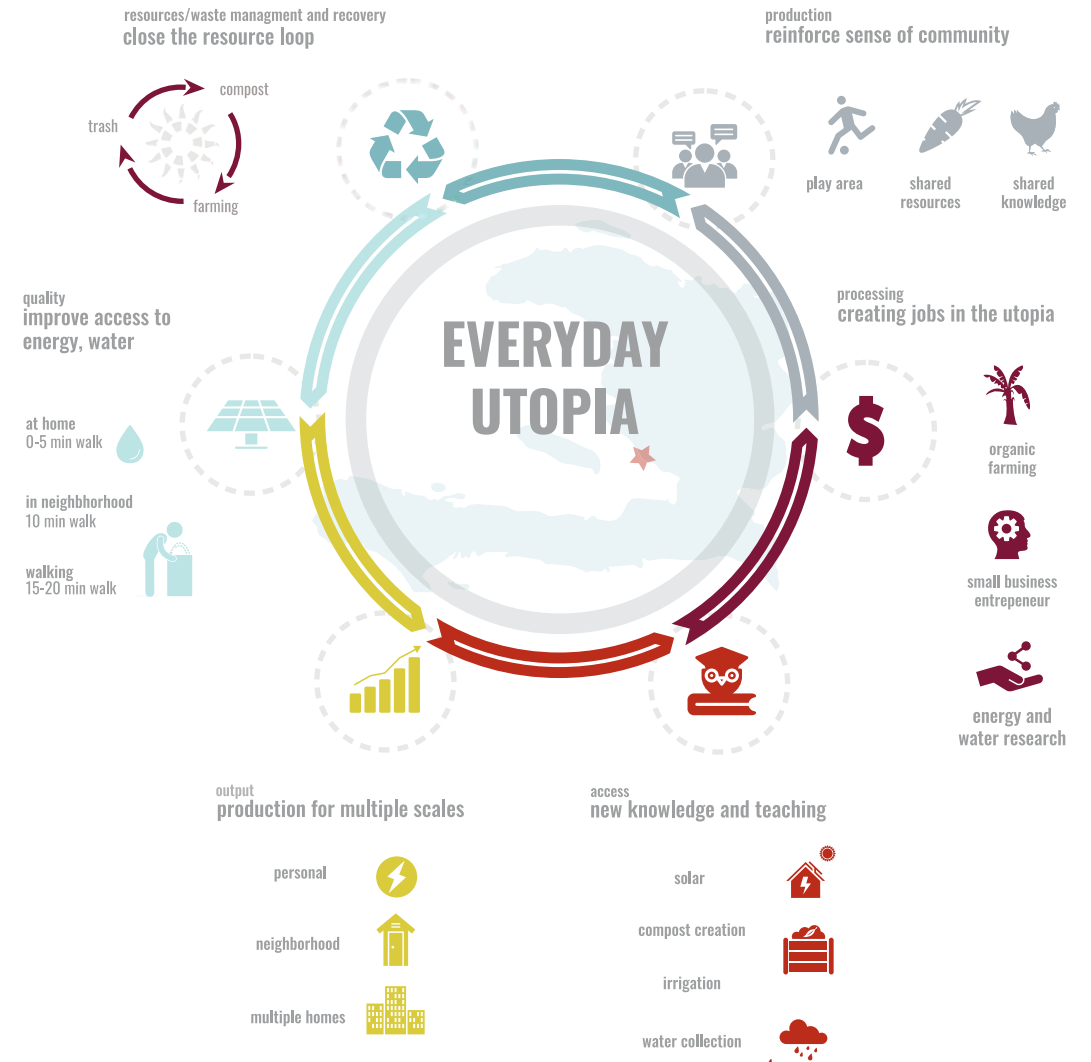 resources/waste managment and recovery
close the resource loop
compost
trash
farming
production
reinforce sense of community
play area
shared
resources
shared
knowledge
quality
improve access to
energy, water
at home
0-5 min walk
in neighbhorhood
10 min walk
walking
15-20 min walk
EVERYDAY
UTOPIA
processing
creating jobs in the utopia
organic
farming
small business
entrepeneur
energy and
water research
output
production for multiple scales
personal
neighborhood
multiple homes
access
new knowledge and teaching
solar
compost creation
irrigation
water collection